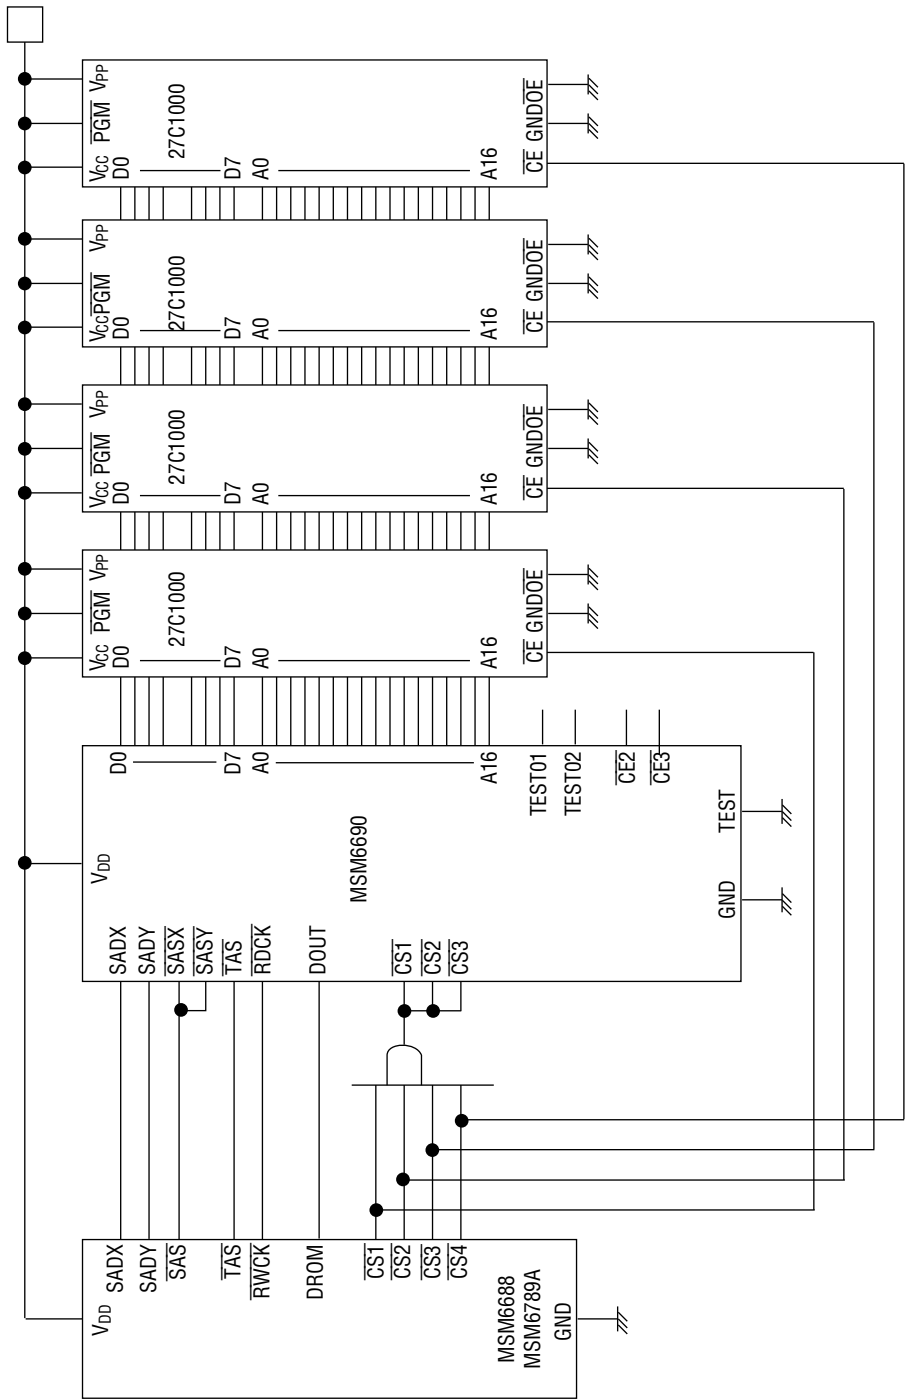 VPP
PGM
VCC
D0
27C1000
D7
A0
A16
OE
GND
CE
VPP
PGM
VCC
D0
27C1000
D7
A0
A16
OE
GND
CE
VPP
PGM
VCC
D0
27C1000
D7
A0
A16
OE
GND
CE
VPP
PGM
VCC
D0
27C1000
D7
A0
A16
OE
GND
CE
D0
D7
A0
A16
TEST01
TEST02
CE2
CE3
TEST
GND
VDD
MSM6690
SADX
SADY
SASX
SASY
TAS
RDCK
DOUT
CS1
CS2
CS3
SADX
SADY
SAS
TAS
RWCK
DROM
CS1
CS2
CS3
CS4
VDD
MSM6688
MSM6789A
GND